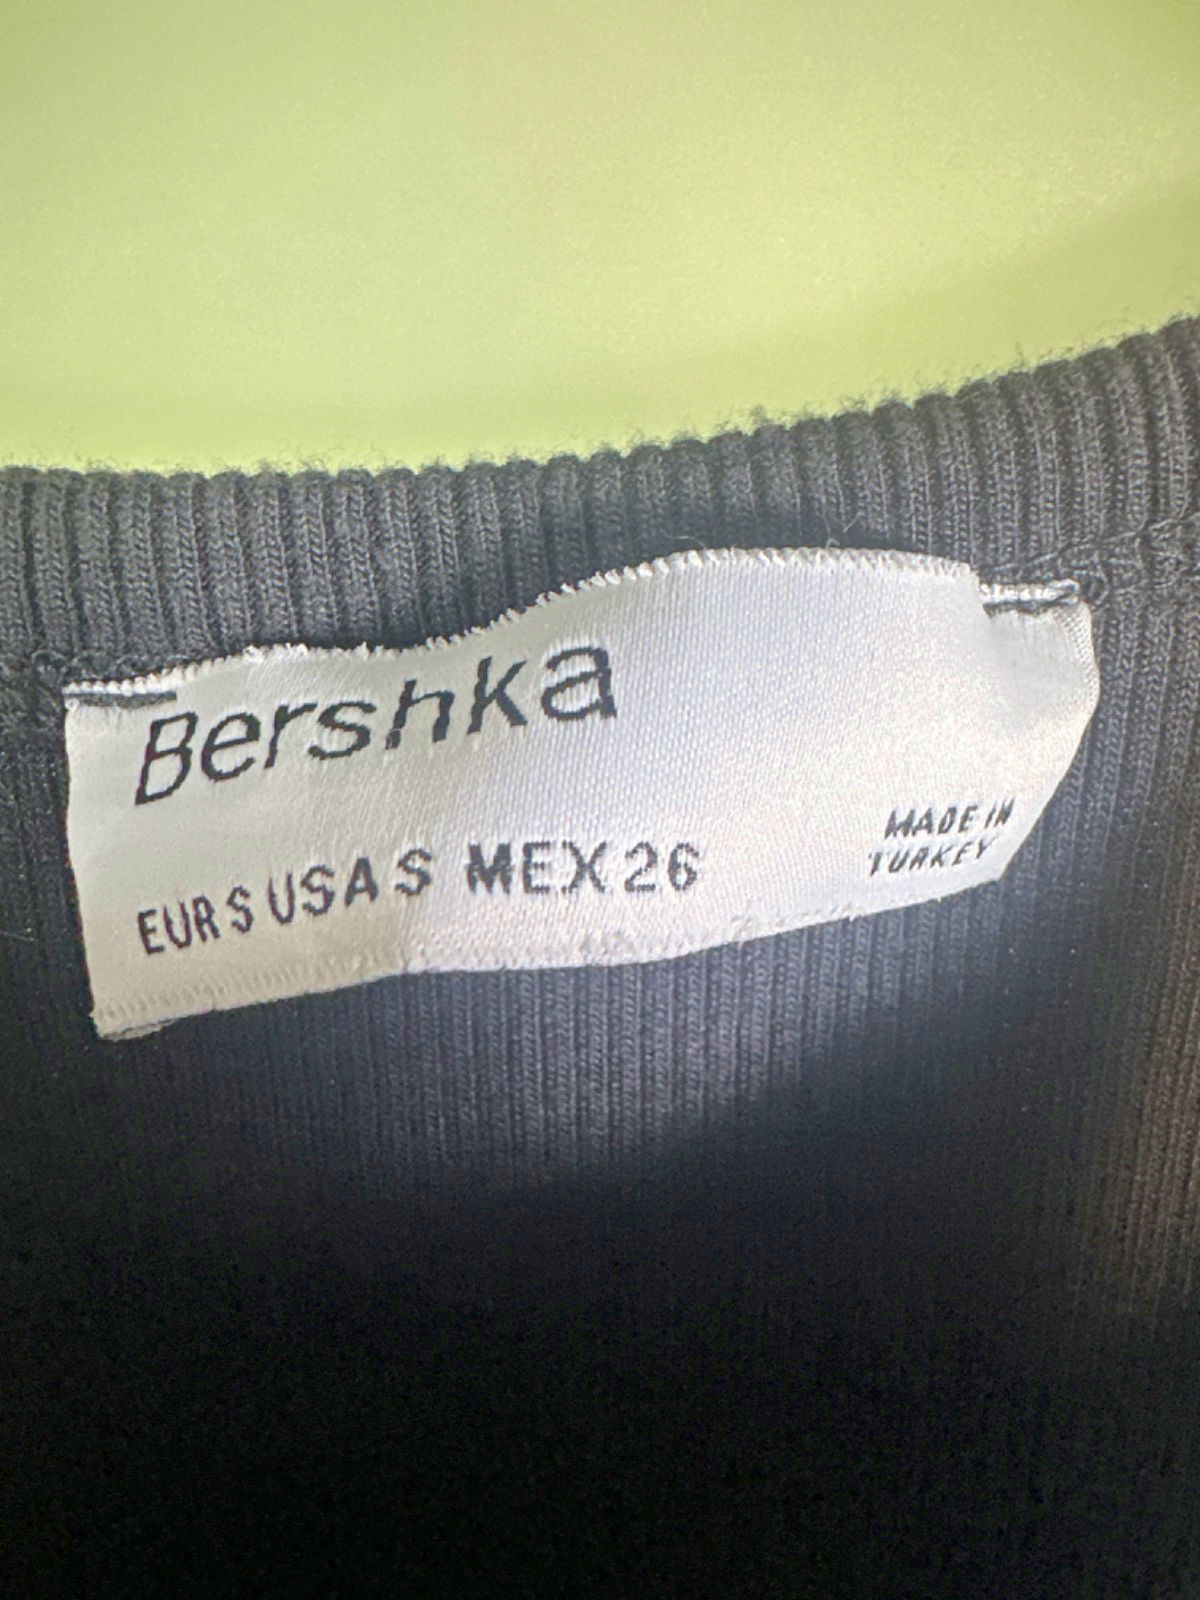 Bershka
EUR S USA S MEX 26
MADE IN
TURKEY